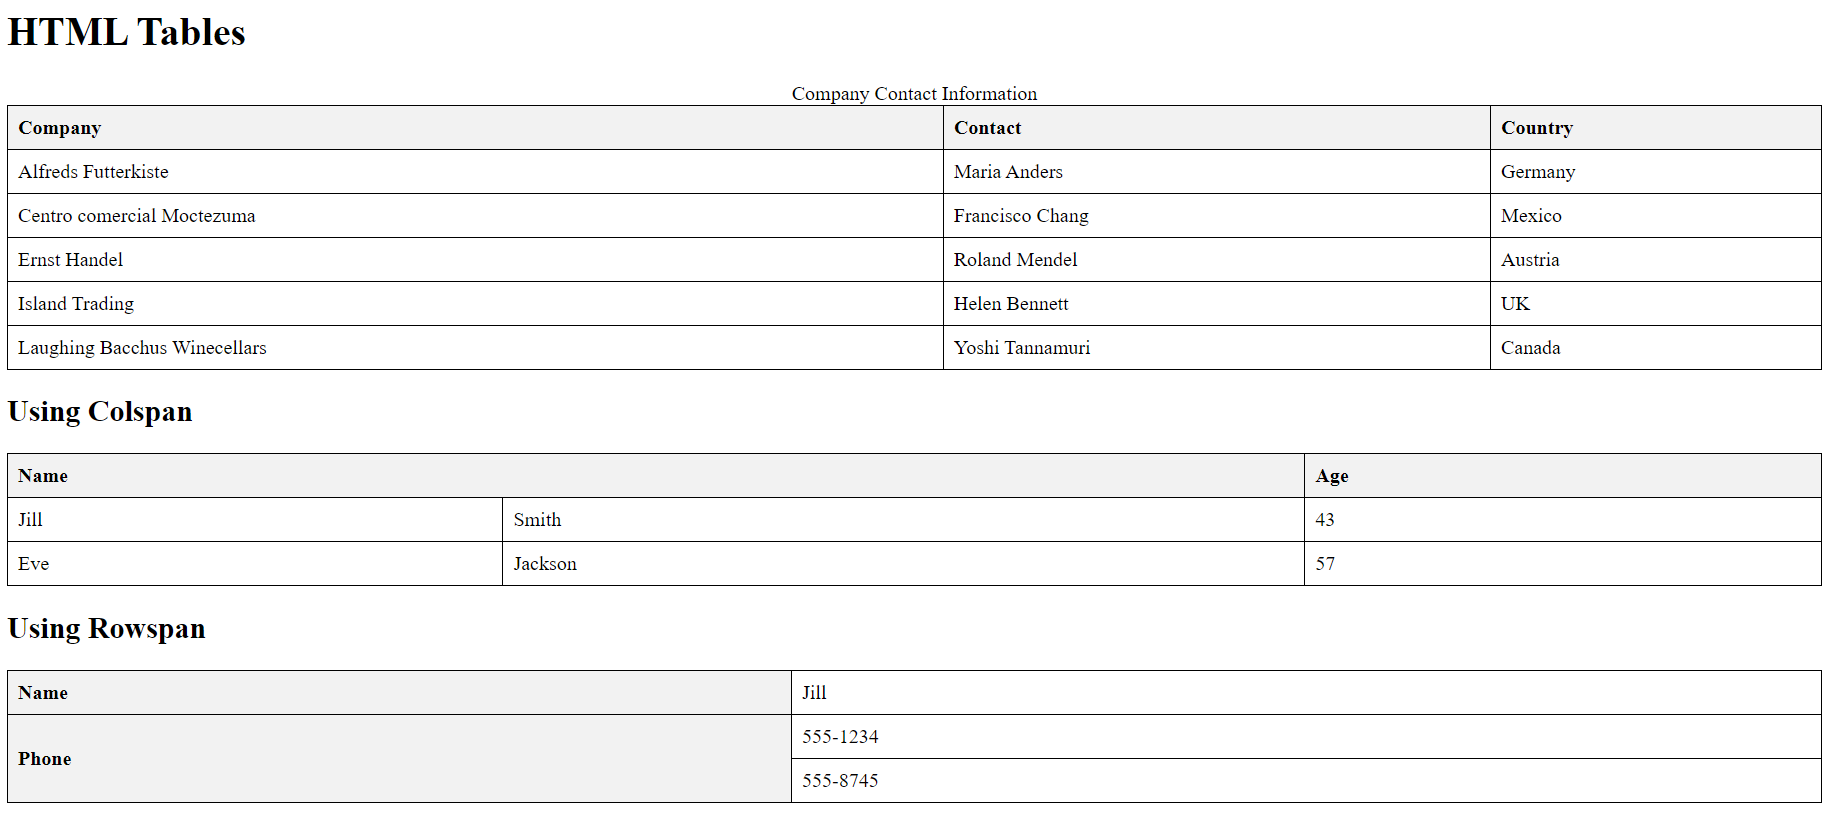 HTML Tables
Company Contact Information
Company Contact Country
Alfreds Futterkiste Maria Anders Germany
Centro comercial Moctezuma Francisco Chang Mexico
Ernst Handel Roland Mendel Austria
Island Trading Helen Bennett UK
Laughing Bacchus Winecellars Yoshi Tannamuri Canada
Using Colspan
Name Age
Jill Smith 43
Eve Jackson 57
Using Rowspan
Name Jill
Phone 555-1234
555-8745